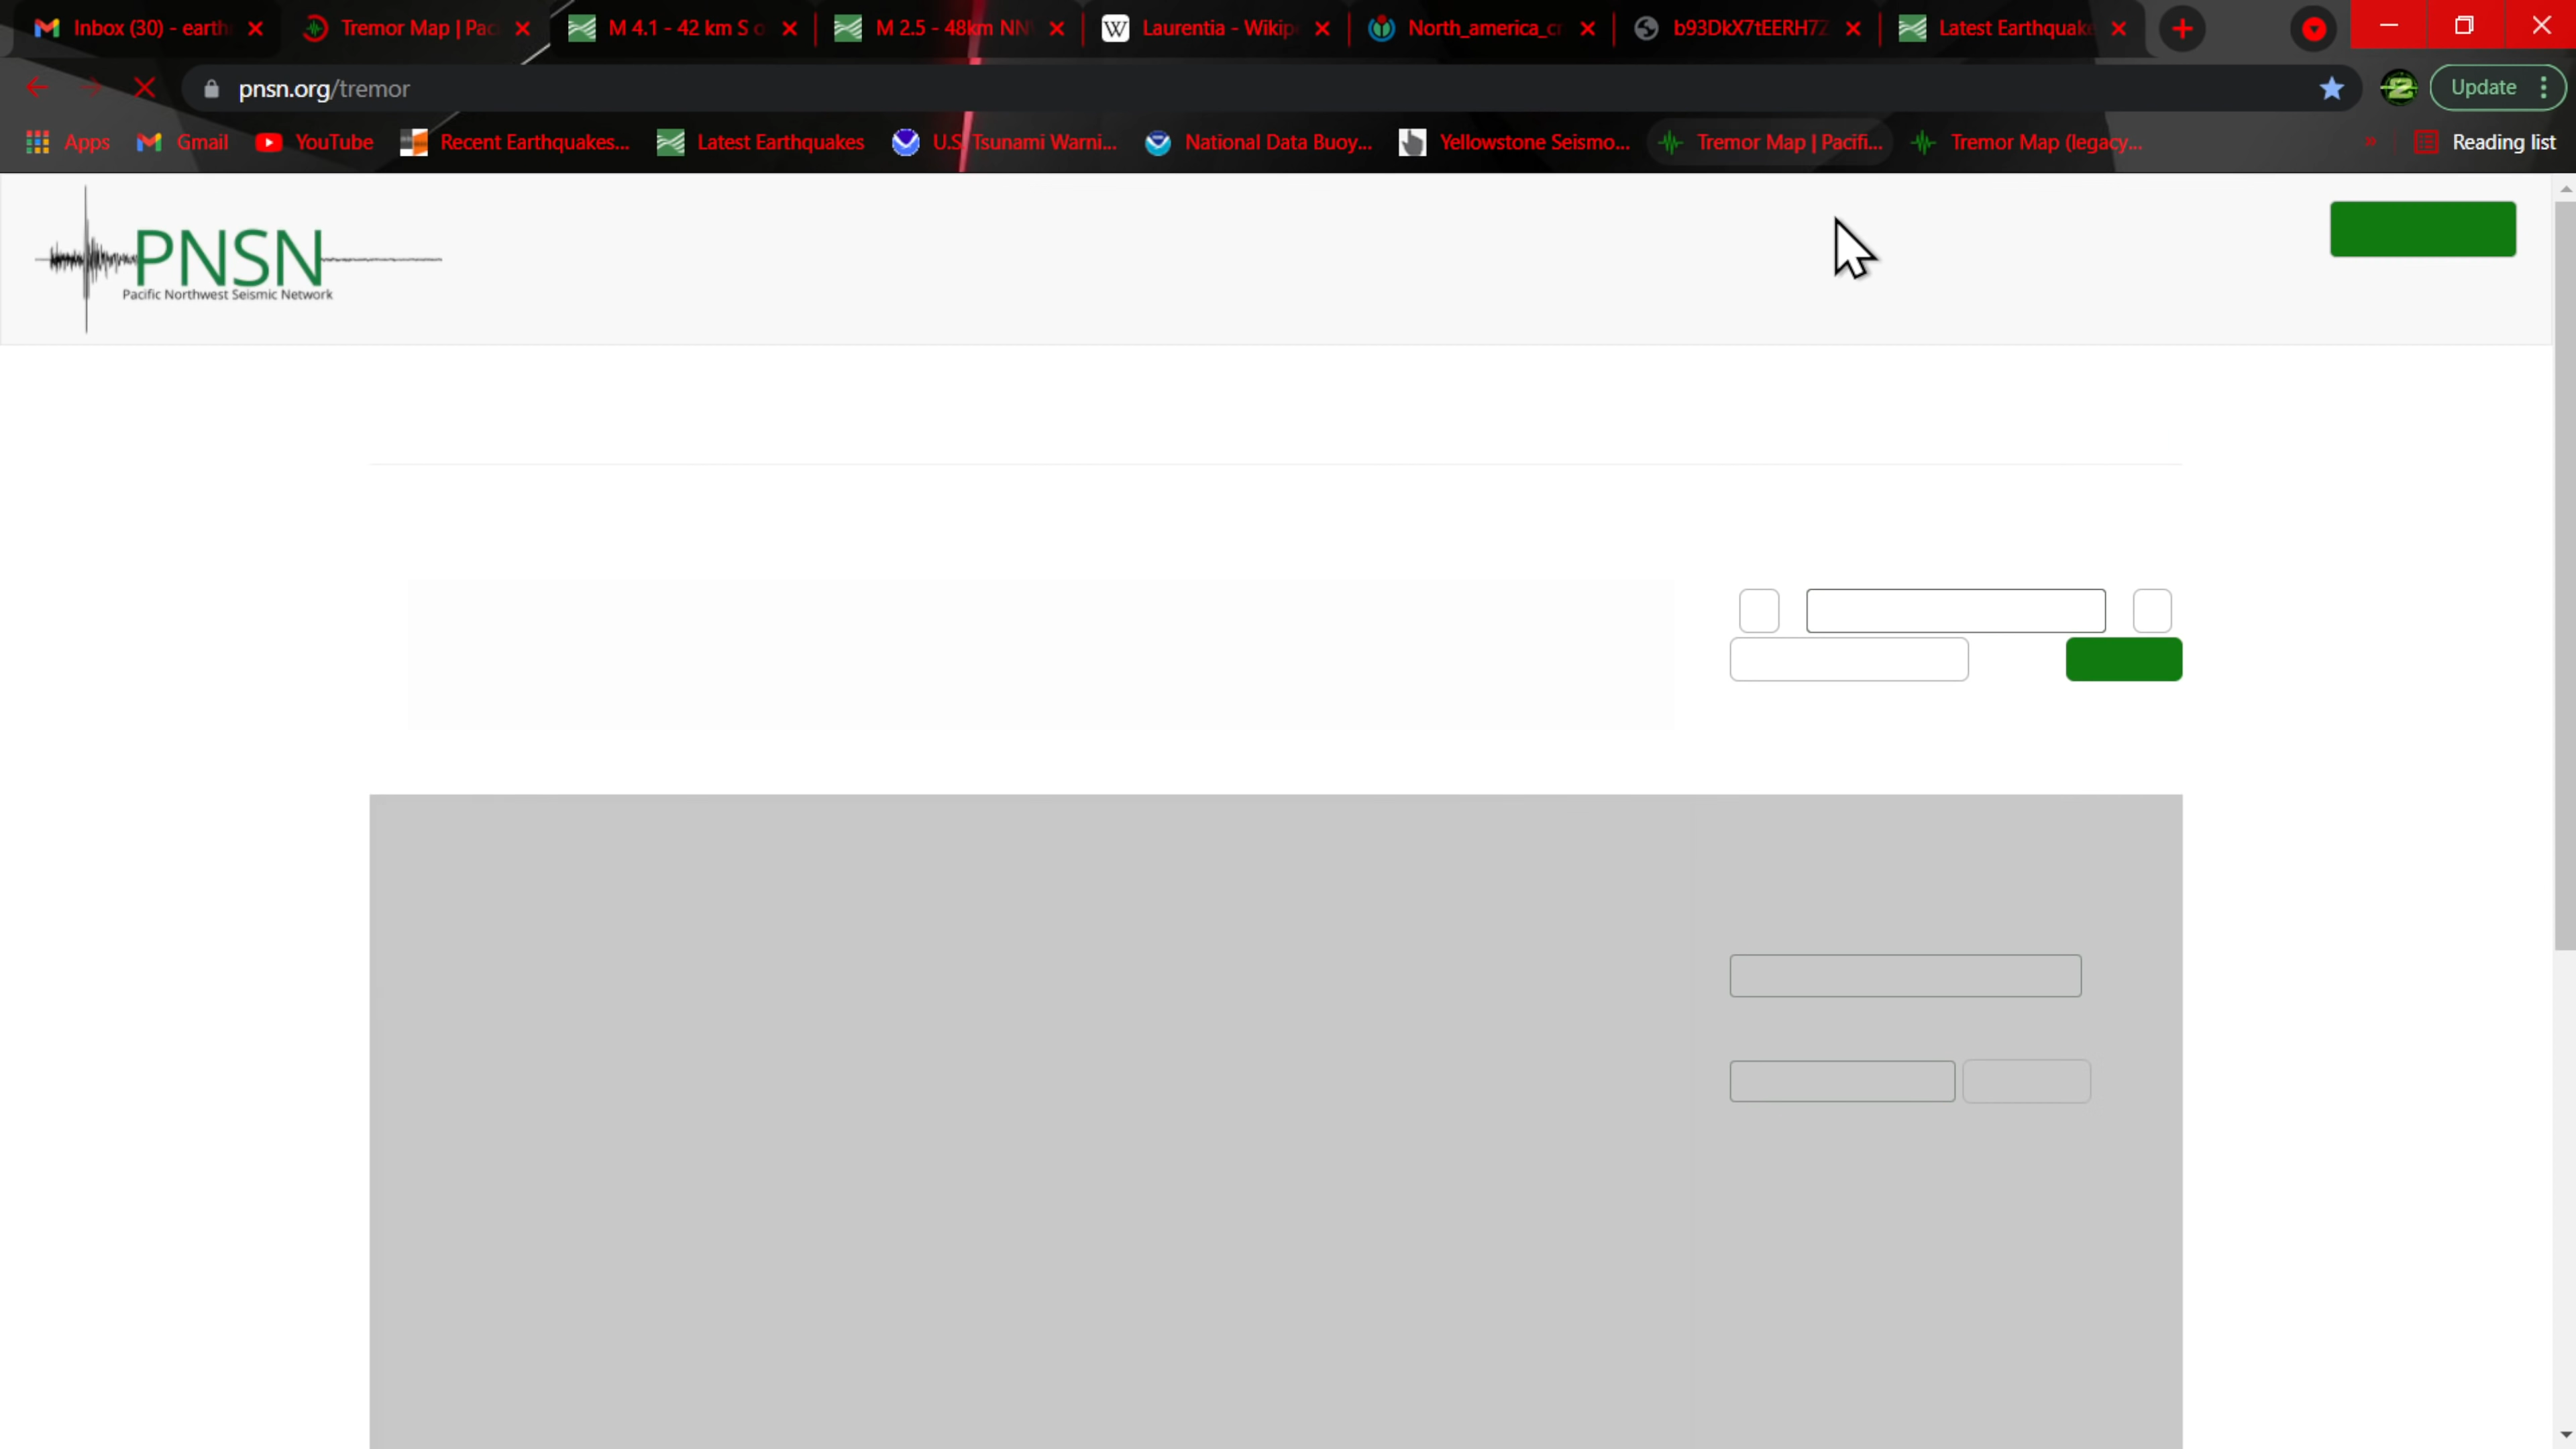 Inbox (30) - earth
Tremor Map | Pac
M 4.1 - 42 km S o
M 2.5 - 48km NN
Laurentia - Wikip
North_america_cr
b93DkX7tEERH7Z
Latest Earthquake
pnsn.org/tremor
Update
Apps
Gmail
YouTube
Recent Earthquakes...
Latest Earthquakes
U.S. Tsunami Warni...
National Data Buoy...
Yellowstone Seismo...
Tremor Map | Pacifi...
Tremor Map (legacy...
»
Reading list
PNSN
Pacific Northwest Seismic Network